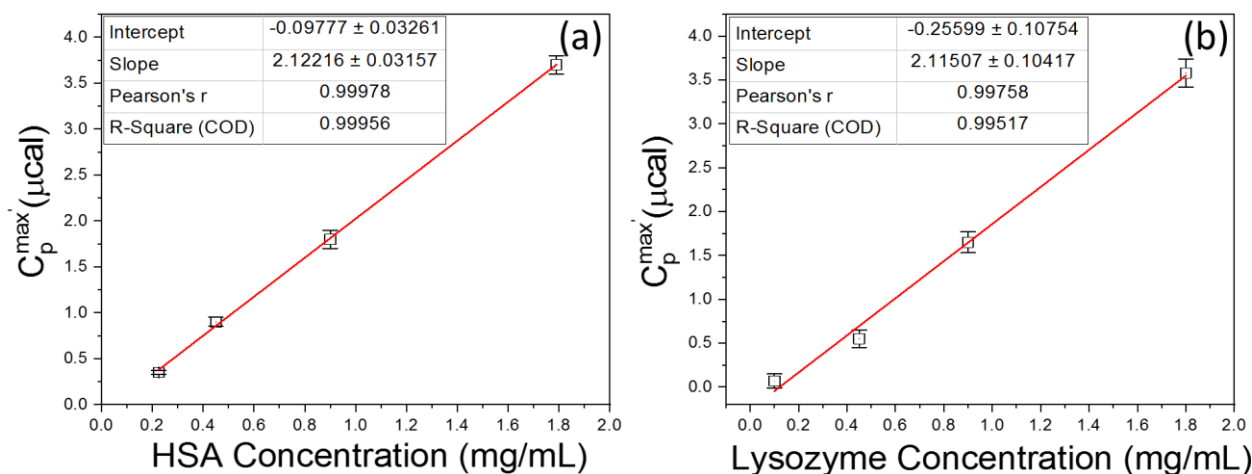 Intercept -0.09777 ± 0.03261
Slope 2.12216 ± 0.03157
Pearson's r 0.99978
R-Square (COD) 0.99956
(a)
4.0
3.5
3.0
2.5
2.0
1.5
1.0
0.5
0.0
C_p^max' (μcal)
0.0 0.2 0.4 0.6 0.8 1.0 1.2 1.4 1.6 1.8 2.0
HSA Concentration (mg/mL)
Intercept -0.25599 ± 0.10754
Slope 2.11507 ± 0.10417
Pearson's r 0.99758
R-Square (COD) 0.99517
(b)
4.0
3.5
3.0
2.5
2.0
1.5
1.0
0.5
0.0
C_p^max' (μcal)
0.0 0.2 0.4 0.6 0.8 1.0 1.2 1.4 1.6 1.8 2.0
Lysozyme Concentration (mg/mL)